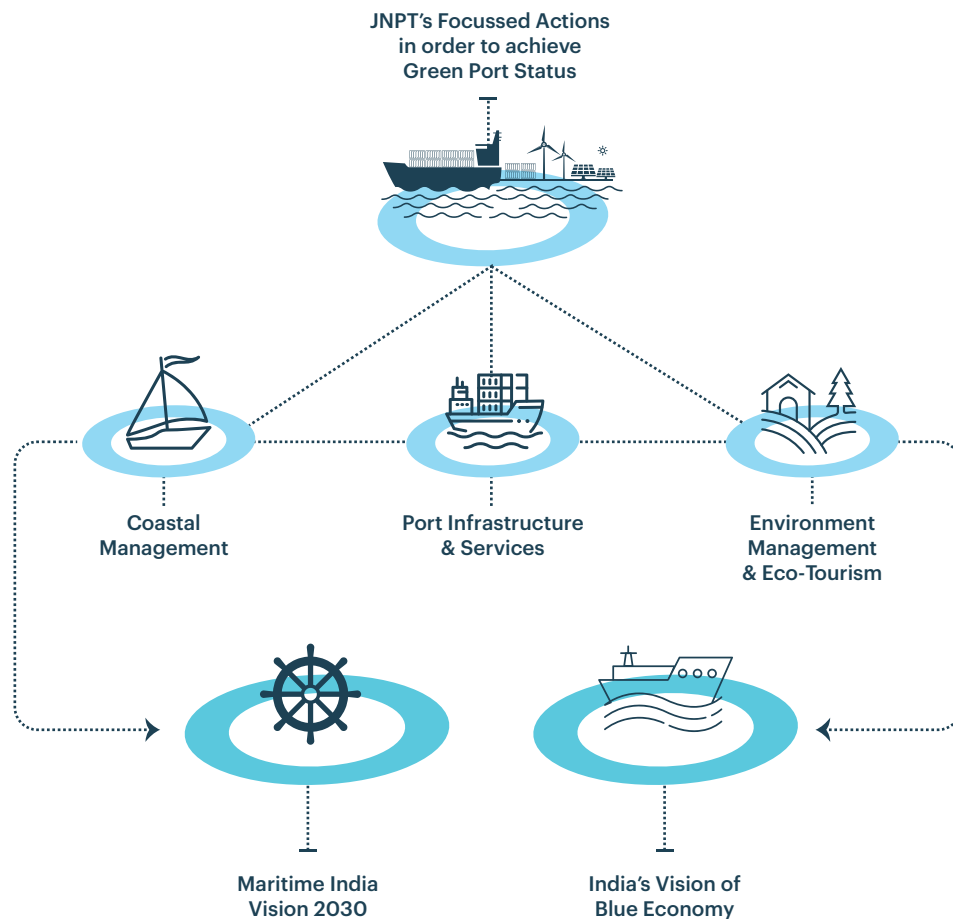 JNPT's Focussed Actions
in order to achieve
Green Port Status
Coastal
Management
Port Infrastructure
& Services
Environment
Management
& Eco-Tourism
Maritime India
Vision 2030
India's Vision of
Blue Economy